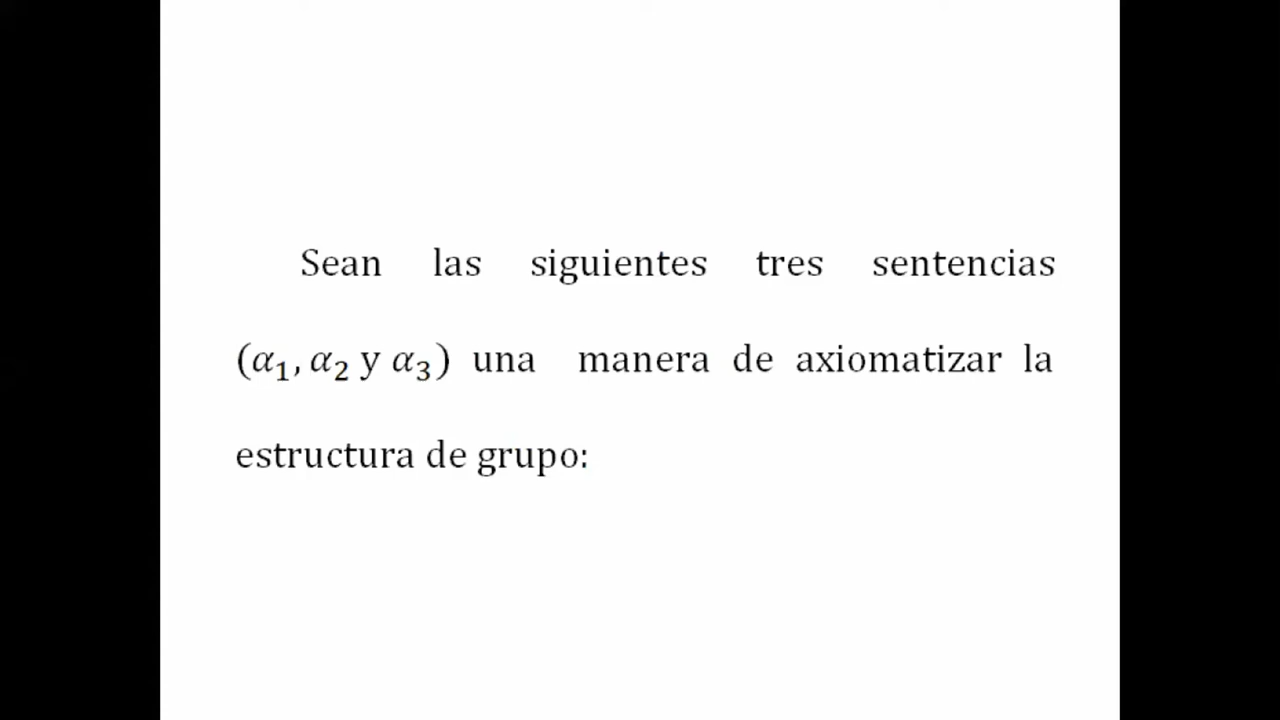 Sean las siguientes tres sentencias
(α₁, α₂ y α₃) una manera de axiomatizar la
estructura de grupo: